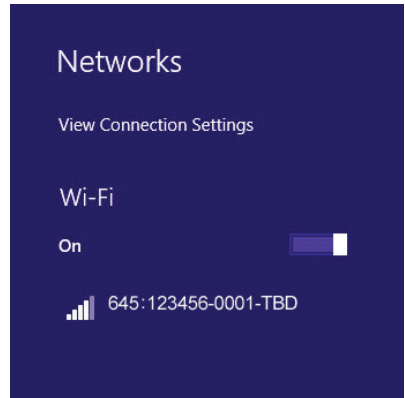 Networks
View Connection Settings
Wi-Fi
On
645:123456-0001-TBD